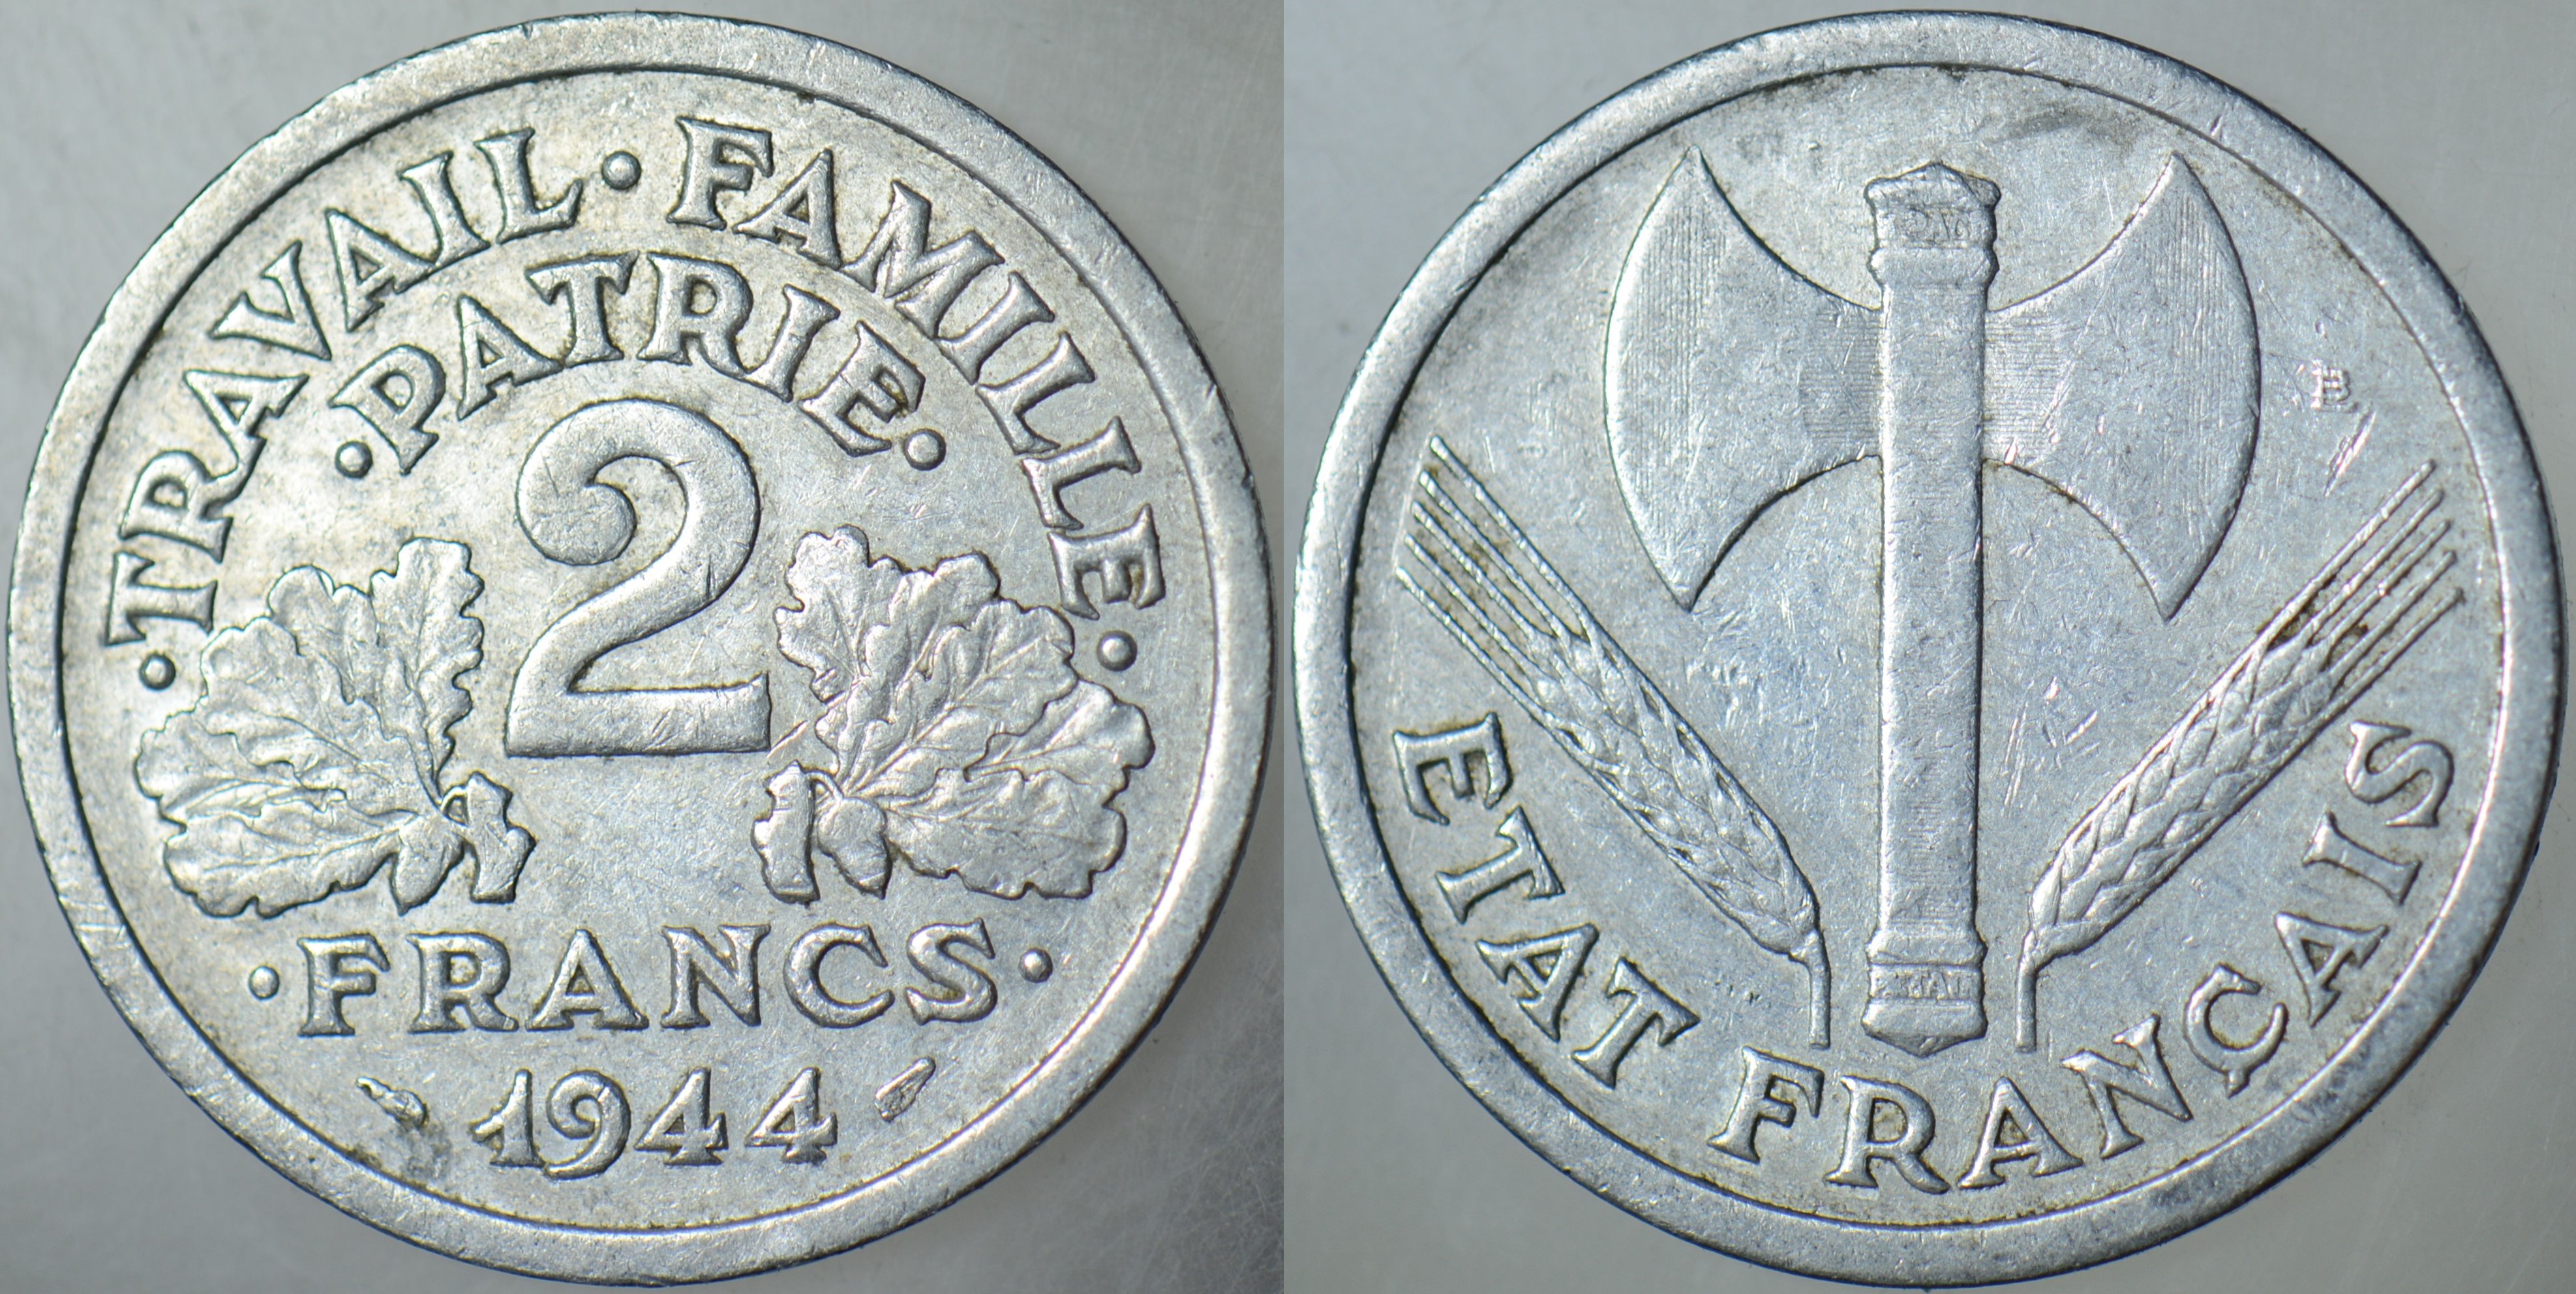 ·TRAVAIL·FAMILLE·
·PATRIE·
2
·FRANCS·
1944
B
ETAT FRANÇAIS